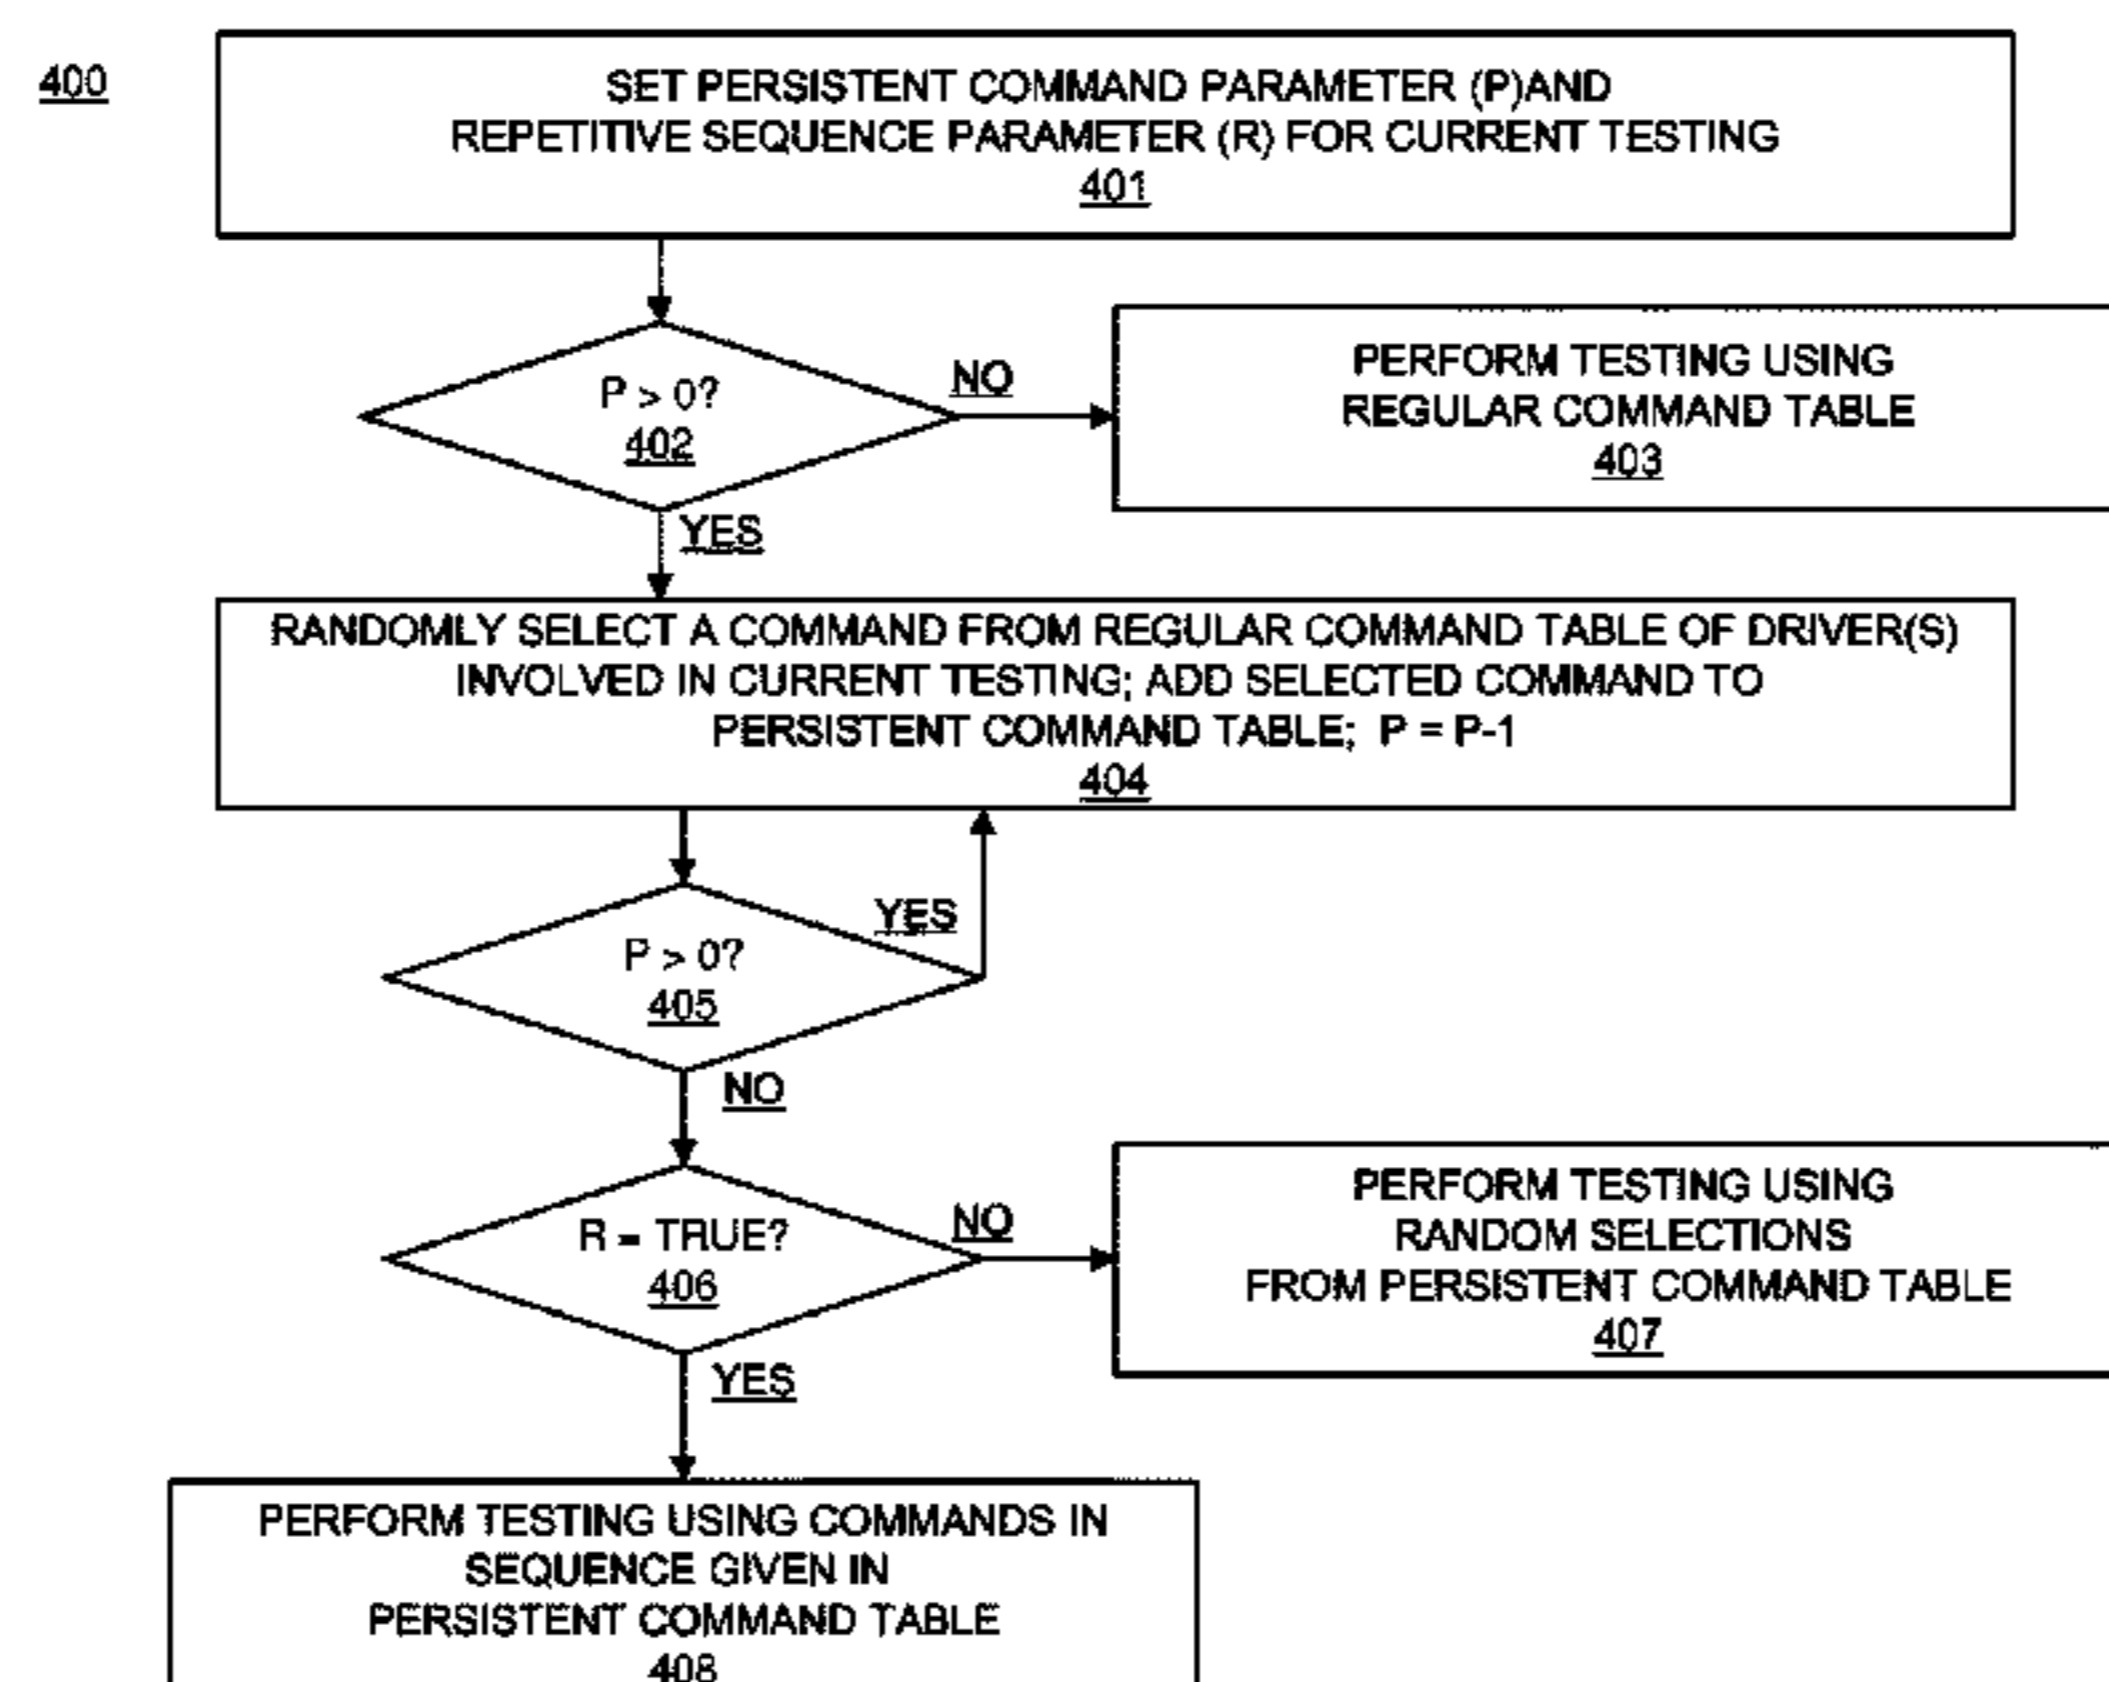 400
SET PERSISTENT COMMAND PARAMETER (P)AND
REPETITIVE SEQUENCE PARAMETER (R) FOR CURRENT TESTING
401
P > 0?
402
NO
PERFORM TESTING USING
REGULAR COMMAND TABLE
403
YES
RANDOMLY SELECT A COMMAND FROM REGULAR COMMAND TABLE OF DRIVER(S)
INVOLVED IN CURRENT TESTING; ADD SELECTED COMMAND TO
PERSISTENT COMMAND TABLE; P = P-1
404
YES
P > 0?
405
NO
R = TRUE?
406
NO
PERFORM TESTING USING
RANDOM SELECTIONS
FROM PERSISTENT COMMAND TABLE
407
YES
PERFORM TESTING USING COMMANDS IN
SEQUENCE GIVEN IN
PERSISTENT COMMAND TABLE
408